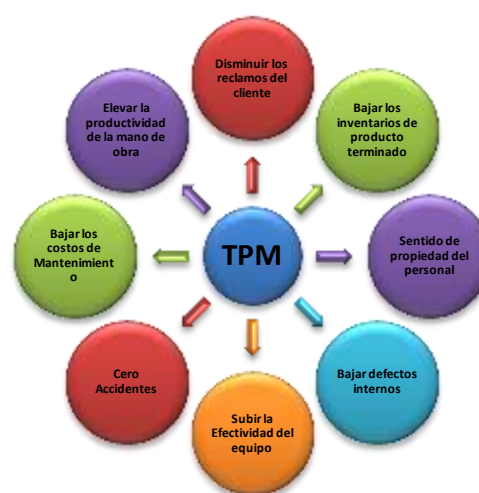 Disminuir los
reclamos del
cliente
Bajar los
inventarios de
producto
terminado
Sentido de
propiedad del
personal
Bajar defectos
internos
Subir la
Efectividad del
equipo
Cero
Accidentes
Bajar los
costos de
Mantenimient
o
Elevar la
productividad
de la mano de
obra
TPM